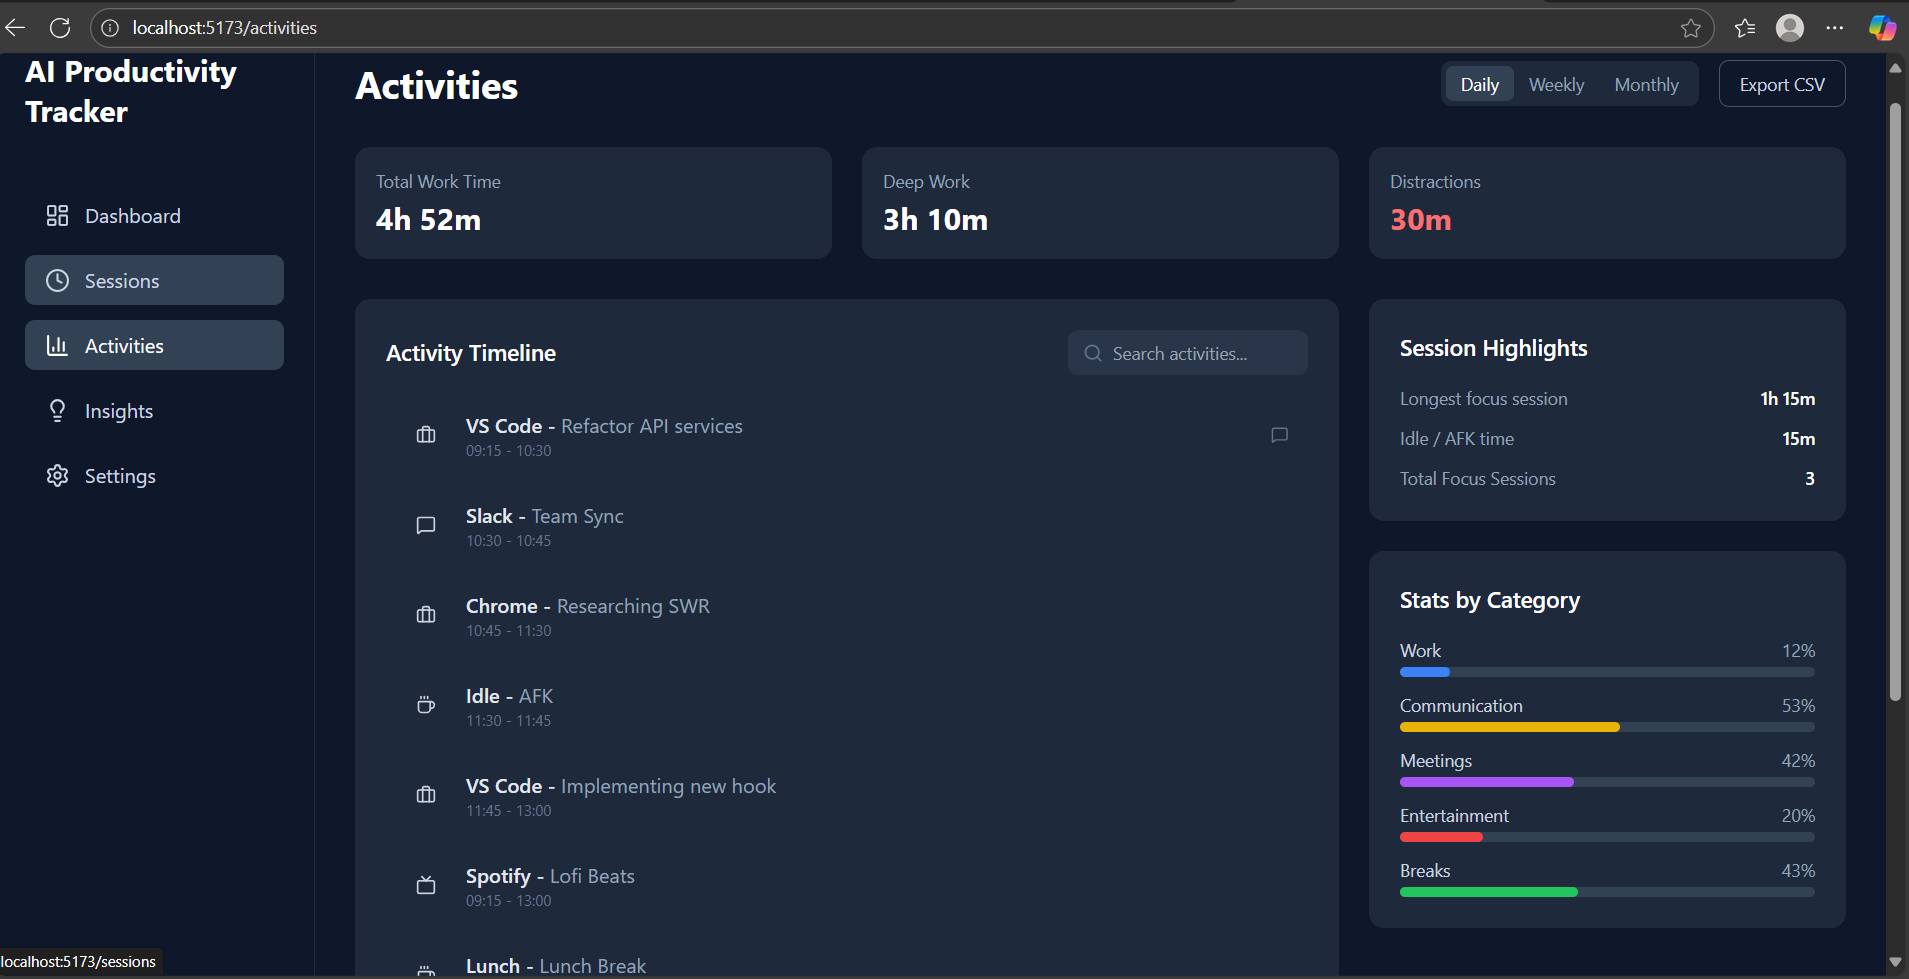 localhost:5173/activities
AI Productivity
Tracker
Dashboard
Sessions
Activities
Insights
Settings
Activities
Daily
Weekly
Monthly
Export CSV
Total Work Time
4h 52m
Deep Work
3h 10m
Distractions
30m
Activity Timeline
Search activities...
VS Code - Refactor API services
09:15 - 10:30
Slack - Team Sync
10:30 - 10:45
Chrome - Researching SWR
10:45 - 11:30
Idle - AFK
11:30 - 11:45
VS Code - Implementing new hook
11:45 - 13:00
Spotify - Lofi Beats
09:15 - 13:00
Lunch - Lunch Break
Session Highlights
Longest focus session 1h 15m
Idle / AFK time 15m
Total Focus Sessions 3
Stats by Category
Work 12%
Communication 53%
Meetings 42%
Entertainment 20%
Breaks 43%
localhost:5173/sessions